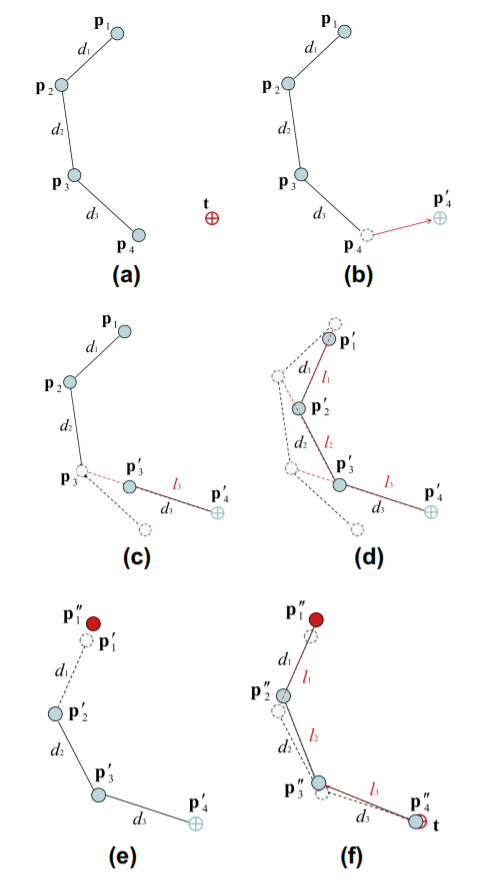 p₁ p₁
d₁ d₁
p₂ p₂
d₂ d₂
p₃ t p₃ p′₄
d₃ d₃
p₄ p₄
(a) (b)
p₁ p′₁
d₁ d₁ l₁
p₂ p′₂
d₂ d₂ l₂
p₃ p′₃ l₃ p′₄ p′₃ l₃ p′₄
d₃ d₃
(c) (d)
p″₁ p″₁
p′₁
d₁ d₁ l₁
p′₂ p″₂
d₂ d₂ l₂
p′₃ p′₄ p″₃ l₃ p″₄
d₃ d₃ t
(e) (f)